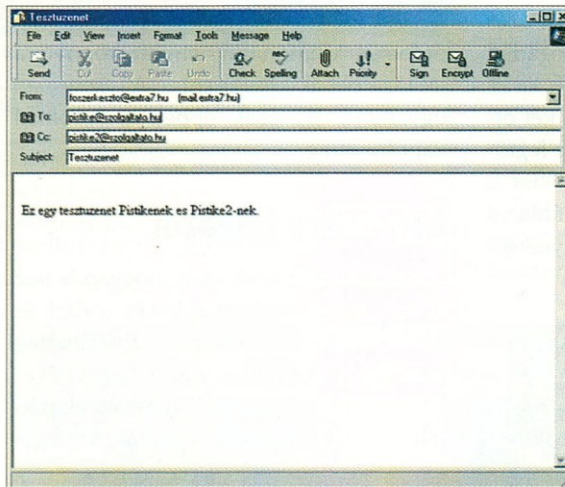 Tesztuzenet
File Edit View Insert Format Tools Message Help
Send Cut Copy Paste Undo Check Spelling Attach Priority Sign Encrypt Offline
From: foszerkeszto@extra7.hu (mail.extra7.hu)
To: pistike@szolgaltato.hu
Cc: pistike2@szolgaltato.hu
Subject: Tesztuzenet
Ez egy tesztuzenet Pistikenek es Pistike2-nek.